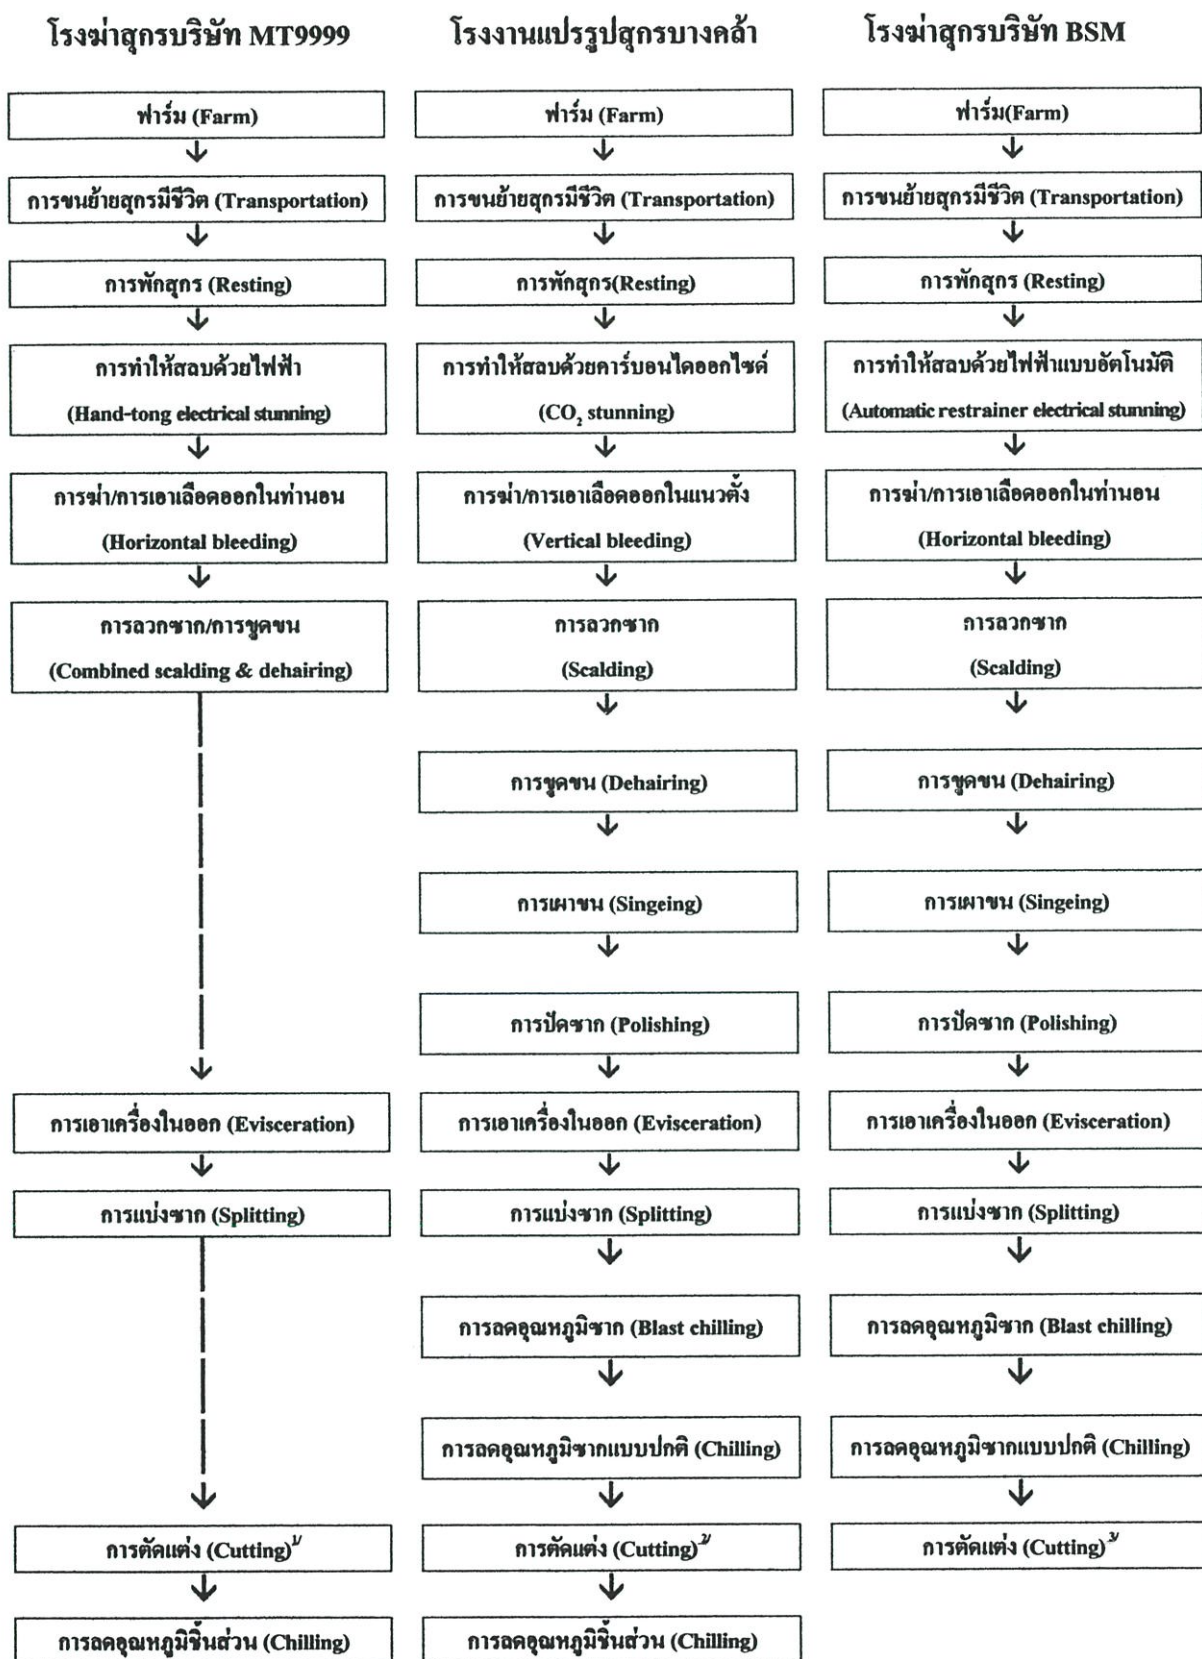 โรงฆ่าสุกรบริษัท MT9999
ฟาร์ม (Farm)
การขนย้ายสุกรมีชีวิต (Transportation)
การพักสุกร (Resting)
การทำให้สลบด้วยไฟฟ้า
(Hand-tong electrical stunning)
การฆ่า/การเอาเลือดออกในท่านอน
(Horizontal bleeding)
การลวกซาก/การขูดขน
(Combined scalding & dehairing)
การเอาเครื่องในออก (Evisceration)
การแบ่งซาก (Splitting)
การตัดแต่ง (Cutting)1/
การลดอุณหภูมิชิ้นส่วน (Chilling)
โรงงานแปรรูปสุกรบางคล้า
ฟาร์ม (Farm)
การขนย้ายสุกรมีชีวิต (Transportation)
การพักสุกร(Resting)
การทำให้สลบด้วยคาร์บอนไดออกไซด์
(CO2 stunning)
การฆ่า/การเอาเลือดออกในแนวตั้ง
(Vertical bleeding)
การลวกซาก
(Scalding)
การขูดขน (Dehairing)
การเผาขน (Singeing)
การปัดซาก (Polishing)
การเอาเครื่องในออก (Evisceration)
การแบ่งซาก (Splitting)
การลดอุณหภูมิซาก (Blast chilling)
การลดอุณหภูมิซากแบบปกติ (Chilling)
การตัดแต่ง (Cutting)2/
การลดอุณหภูมิชิ้นส่วน (Chilling)
โรงฆ่าสุกรบริษัท BSM
ฟาร์ม(Farm)
การขนย้ายสุกรมีชีวิต (Transportation)
การพักสุกร (Resting)
การทำให้สลบด้วยไฟฟ้าแบบอัตโนมัติ
(Automatic restrainer electrical stunning)
การฆ่า/การเอาเลือดออกในท่านอน
(Horizontal bleeding)
การลวกซาก
(Scalding)
การขูดขน (Dehairing)
การเผาขน (Singeing)
การปัดซาก (Polishing)
การเอาเครื่องในออก (Evisceration)
การแบ่งซาก (Splitting)
การลดอุณหภูมิซาก (Blast chilling)
การลดอุณหภูมิซากแบบปกติ (Chilling)
การตัดแต่ง (Cutting)3/